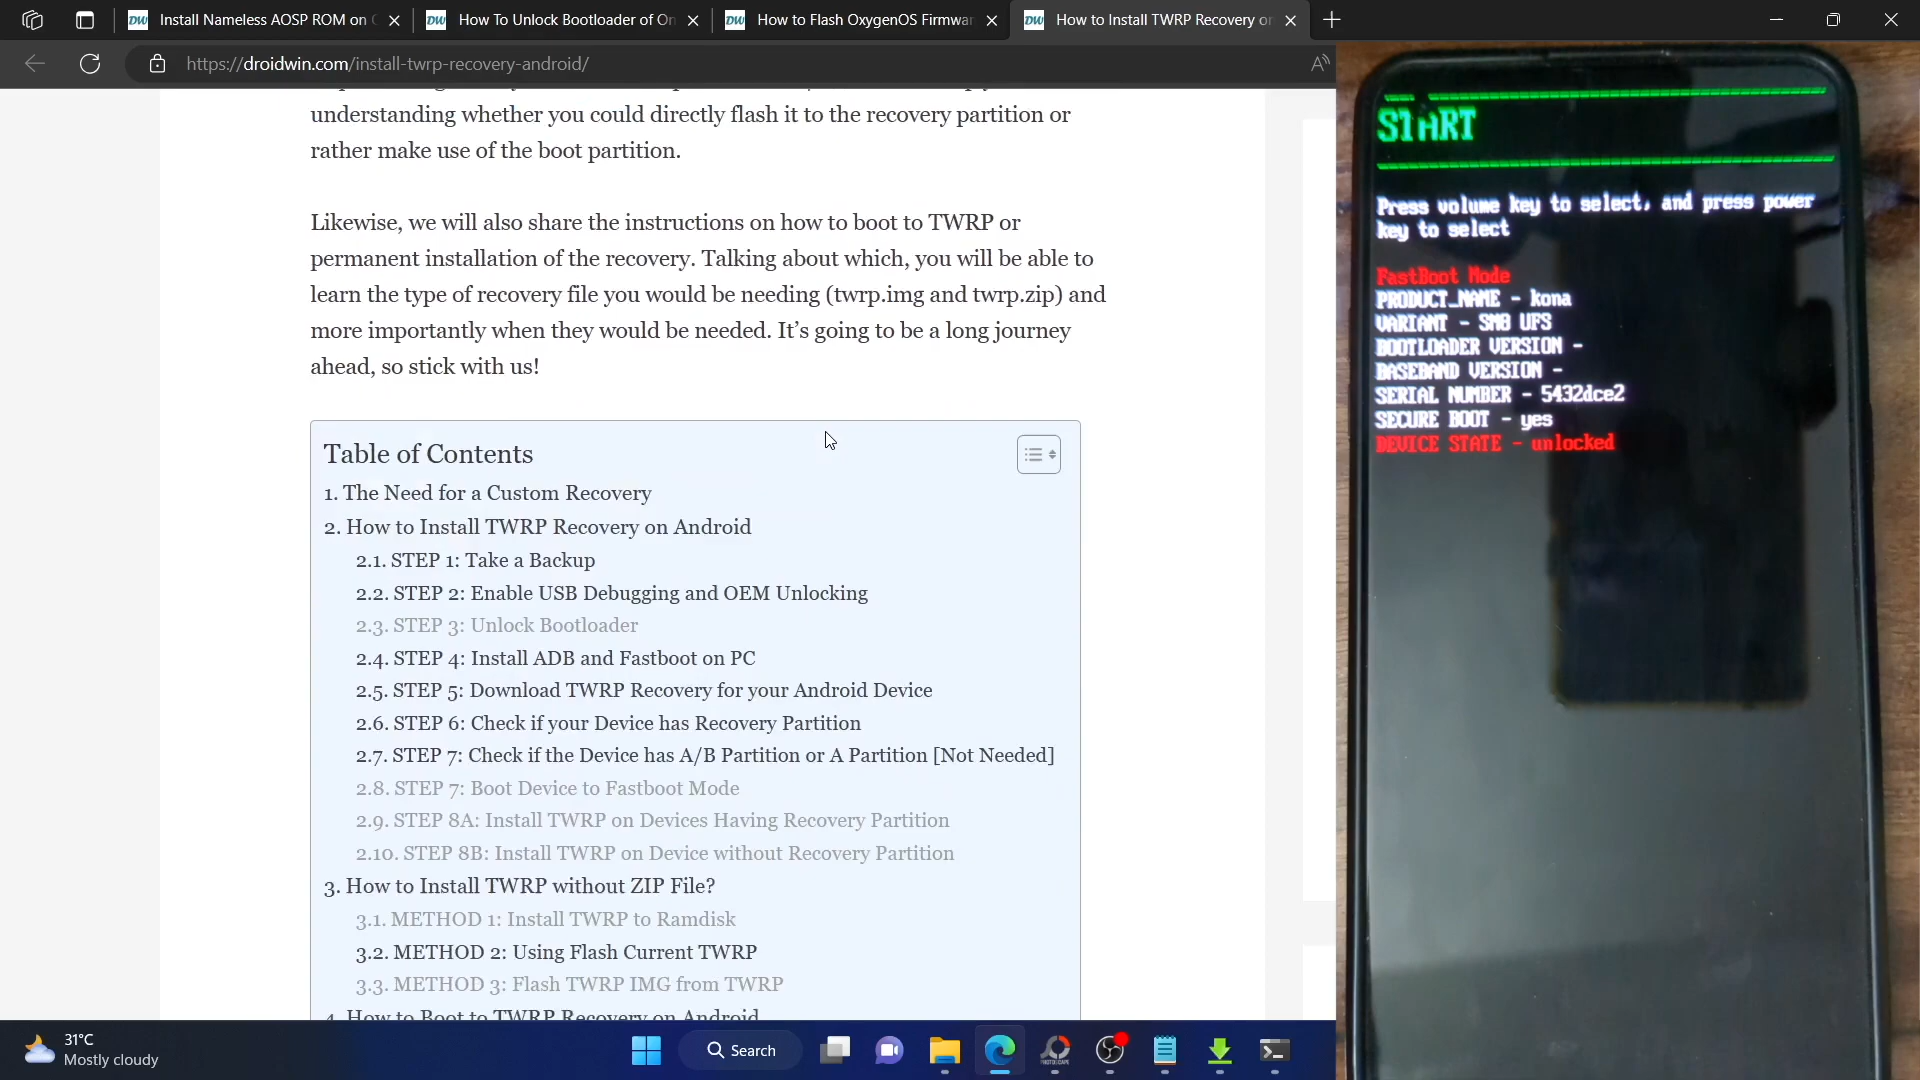 Install Nameless AOSP ROM on
How To Unlock Bootloader of On
How to Flash OxygenOS Firmwar
How to Install TWRP Recovery or
https://droidwin.com/install-twrp-recovery-android/
understanding whether you could directly flash it to the recovery partition or
rather make use of the boot partition.
Likewise, we will also share the instructions on how to boot to TWRP or
permanent installation of the recovery. Talking about which, you will be able to
learn the type of recovery file you would be needing (twrp.img and twrp.zip) and
more importantly when they would be needed. It’s going to be a long journey
ahead, so stick with us!
Table of Contents
1. The Need for a Custom Recovery
2. How to Install TWRP Recovery on Android
2.1. STEP 1: Take a Backup
2.2. STEP 2: Enable USB Debugging and OEM Unlocking
2.3. STEP 3: Unlock Bootloader
2.4. STEP 4: Install ADB and Fastboot on PC
2.5. STEP 5: Download TWRP Recovery for your Android Device
2.6. STEP 6: Check if your Device has Recovery Partition
2.7. STEP 7: Check if the Device has A/B Partition or A Partition [Not Needed]
2.8. STEP 7: Boot Device to Fastboot Mode
2.9. STEP 8A: Install TWRP on Devices Having Recovery Partition
2.10. STEP 8B: Install TWRP on Device without Recovery Partition
3. How to Install TWRP without ZIP File?
3.1. METHOD 1: Install TWRP to Ramdisk
3.2. METHOD 2: Using Flash Current TWRP
3.3. METHOD 3: Flash TWRP IMG from TWRP
4. How to Boot to TWRP Recovery on Android
31°C
Mostly cloudy
Search
START
Press volume key to select, and press power
key to select
FastBoot Mode
PRODUCT_NAME - kona
VARIANT - SM8 UFS
BOOTLOADER VERSION -
BASEBAND VERSION -
SERIAL NUMBER - 5432dce2
SECURE BOOT - yes
DEVICE STATE - unlocked